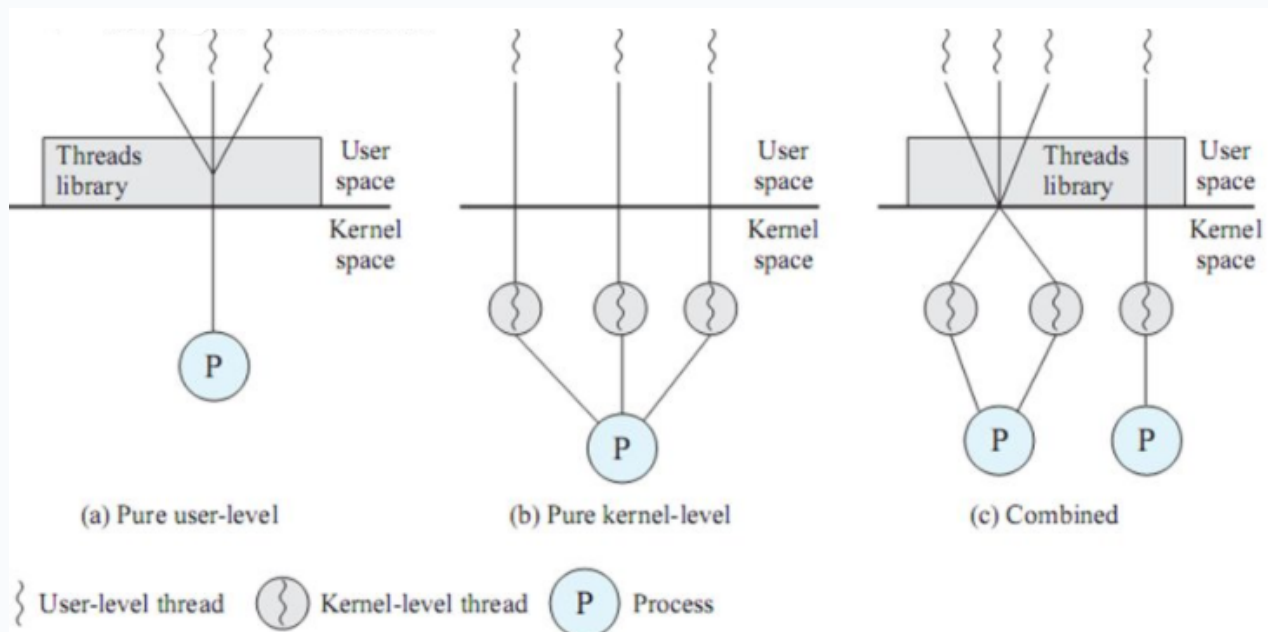 Threads
library
User
space
Kernel
space
P
(a) Pure user-level
User
space
Kernel
space
P
(b) Pure kernel-level
Threads
library
User
space
Kernel
space
P
P
(c) Combined
User-level thread
Kernel-level thread
P
Process